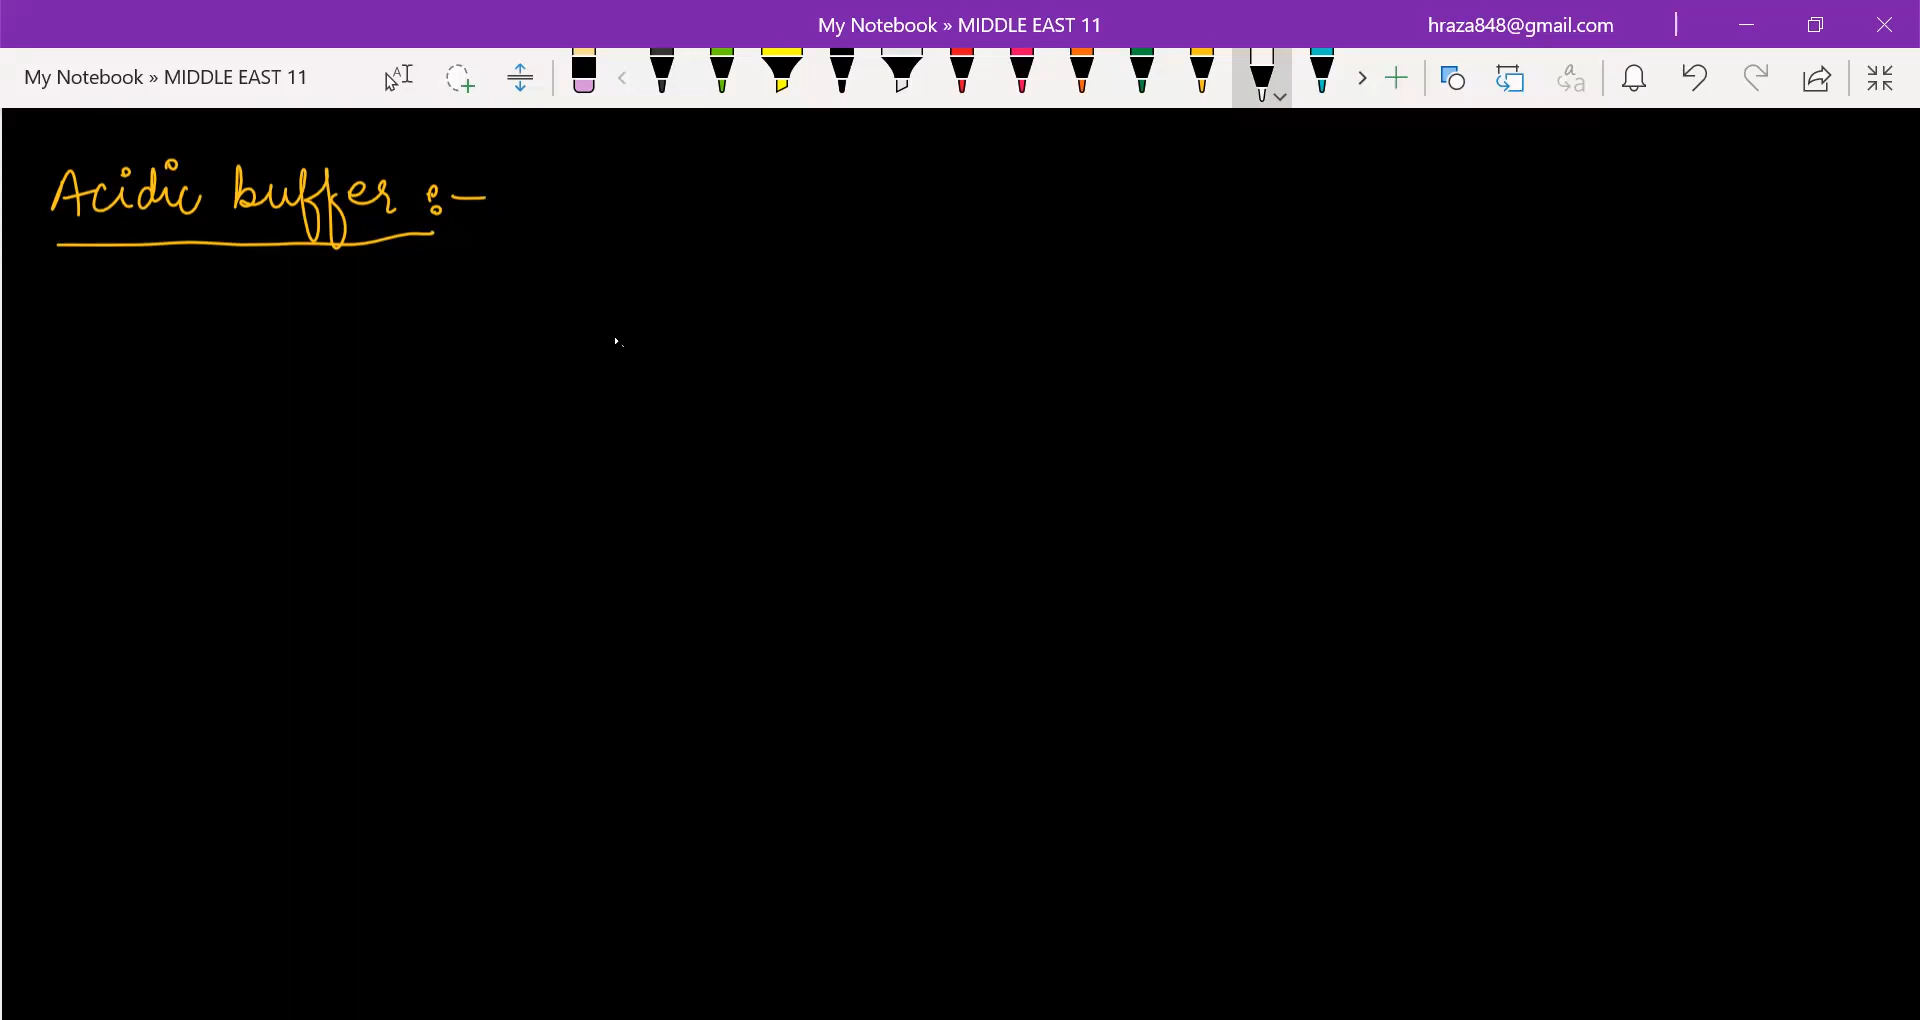 My Notebook » MIDDLE EAST 11
hraza848@gmail.com
My Notebook » MIDDLE EAST 11
Acidic buffer :-